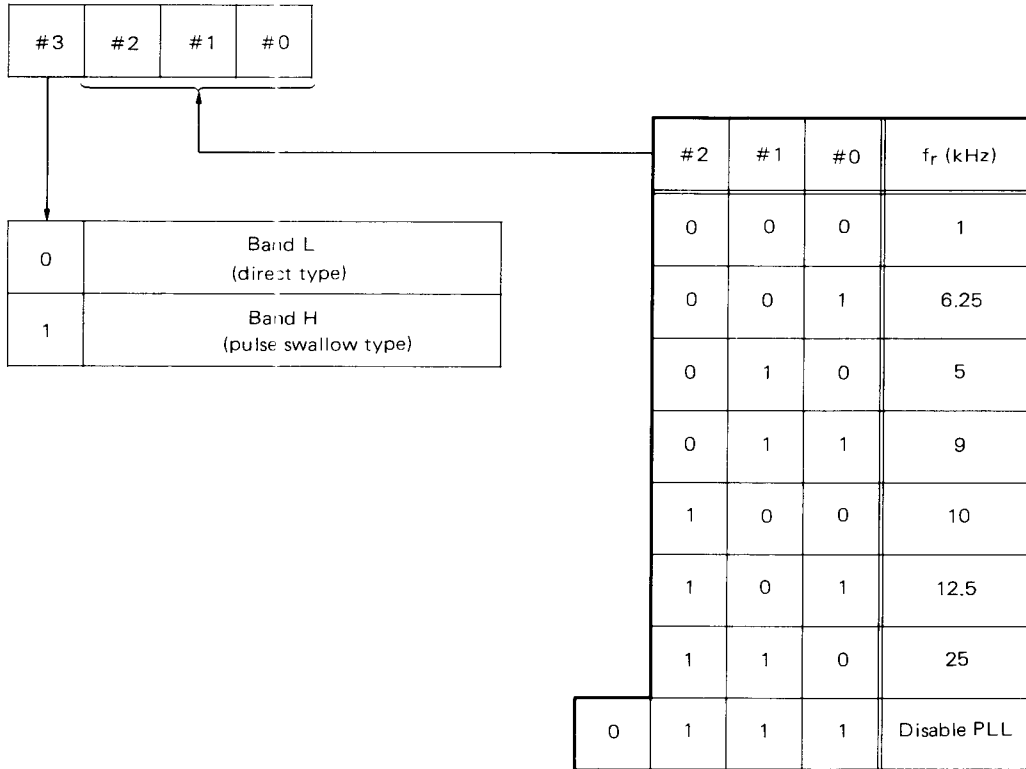 #3 #2 #1 #0
#2 #1 #0 fr (kHz)
0 Band L
(direct type)
1 Band H
(pulse swallow type)
0 0 0 1
0 0 1 6.25
0 1 0 5
0 1 1 9
1 0 0 10
1 0 1 12.5
1 1 0 25
0 1 1 1 Disable PLL